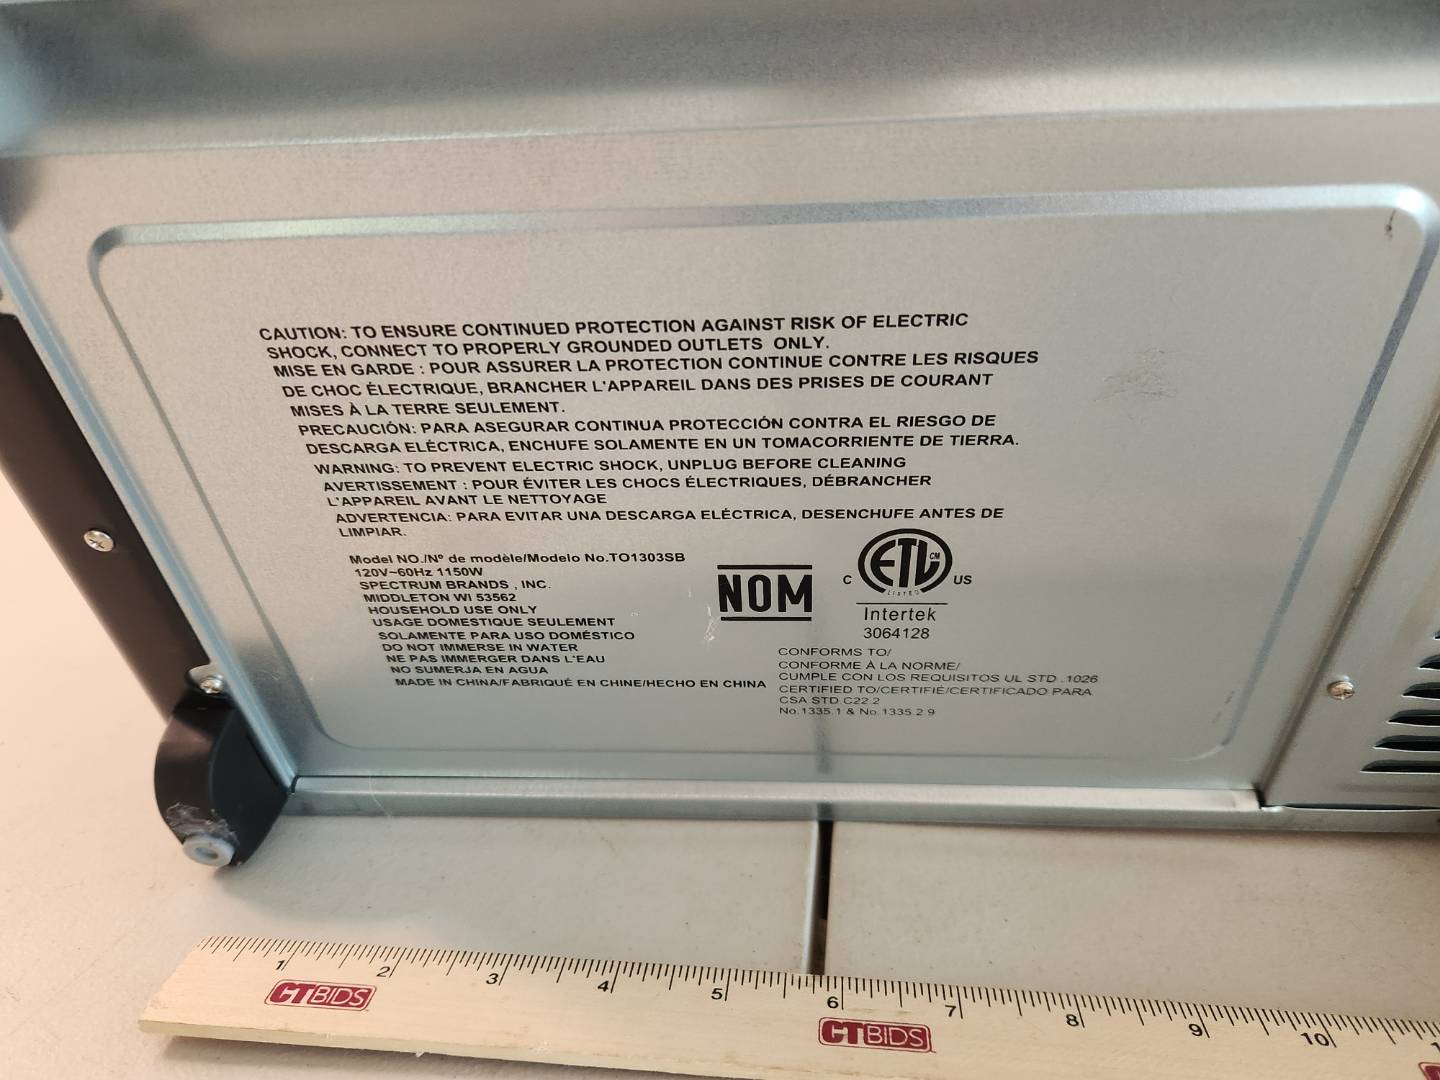 CAUTION: TO ENSURE CONTINUED PROTECTION AGAINST RISK OF ELECTRIC
SHOCK, CONNECT TO PROPERLY GROUNDED OUTLETS ONLY.
MISE EN GARDE : POUR ASSURER LA PROTECTION CONTINUE CONTRE LES RISQUES
DE CHOC ÉLECTRIQUE, BRANCHER L'APPAREIL DANS DES PRISES DE COURANT
MISES À LA TERRE SEULEMENT.
PRECAUCIÓN: PARA ASEGURAR CONTINUA PROTECCIÓN CONTRA EL RIESGO DE
DESCARGA ELÉCTRICA, ENCHUFE SOLAMENTE EN UN TOMACORRIENTE DE TIERRA.
WARNING: TO PREVENT ELECTRIC SHOCK, UNPLUG BEFORE CLEANING
AVERTISSEMENT : POUR ÉVITER LES CHOCS ÉLECTRIQUES, DÉBRANCHER
L'APPAREIL AVANT LE NETTOYAGE
ADVERTENCIA: PARA EVITAR UNA DESCARGA ELÉCTRICA, DESENCHUFE ANTES DE
LIMPIAR.
Model NO./Nº de modèle/Modelo No.TO1303SB
120V~60Hz 1150W
SPECTRUM BRANDS , INC.
MIDDLETON WI 53562
HOUSEHOLD USE ONLY
USAGE DOMESTIQUE SEULEMENT
SOLAMENTE PARA USO DOMÉSTICO
DO NOT IMMERSE IN WATER
NE PAS IMMERGER DANS L'EAU
NO SUMERJA EN AGUA
MADE IN CHINA/FABRIQUÉ EN CHINE/HECHO EN CHINA
NOM
C ETL CM US
LISTED
Intertek
3064128
CONFORMS TO/
CONFORME À LA NORME/
CUMPLE CON LOS REQUISITOS UL STD .1026
CERTIFIED TO/CERTIFIÉ/CERTIFICADO PARA
CSA STD.C22.2
No.1335.1 & No.1335.2.9
1 2 3 4 5 6 7 8 9 10
CTBIDS
CTBIDS